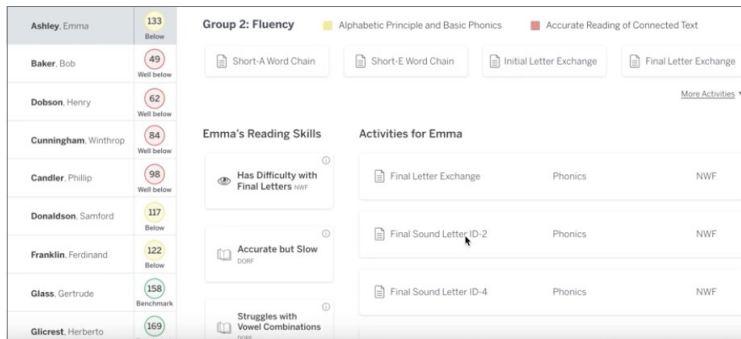 Ashley, Emma
133
Below
Baker, Bob
49
Well below
Dobson, Henry
62
Well below
Cunningham, Winthrop
84
Well below
Candler, Phillip
98
Well below
Donaldson, Samford
117
Below
Franklin, Ferdinand
122
Below
Glass, Gertrude
158
Benchmark
Glicrest, Herberto
169
Group 2: Fluency
Alphabetic Principle and Basic Phonics
Accurate Reading of Connected Text
Short-A Word Chain
Short-E Word Chain
Initial Letter Exchange
Final Letter Exchange
More Activities
Emma's Reading Skills
Has Difficulty with
Final Letters NWF
Accurate but Slow
DORF
Struggles with
Vowel Combinations
DORF
Activities for Emma
Final Letter Exchange Phonics NWF
Final Sound Letter ID-2 Phonics NWF
Final Sound Letter ID-4 Phonics NWF